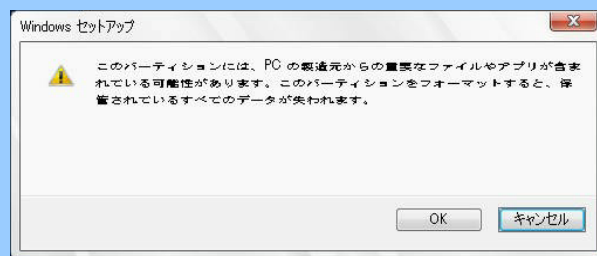 Windows セットアップ
このパーティションには、PC の製造元からの重要なファイルやアプリが含ま
れている可能性があります。このパーティションをフォーマットすると、保
管されているすべてのデータが失われます。
OK
キャンセル